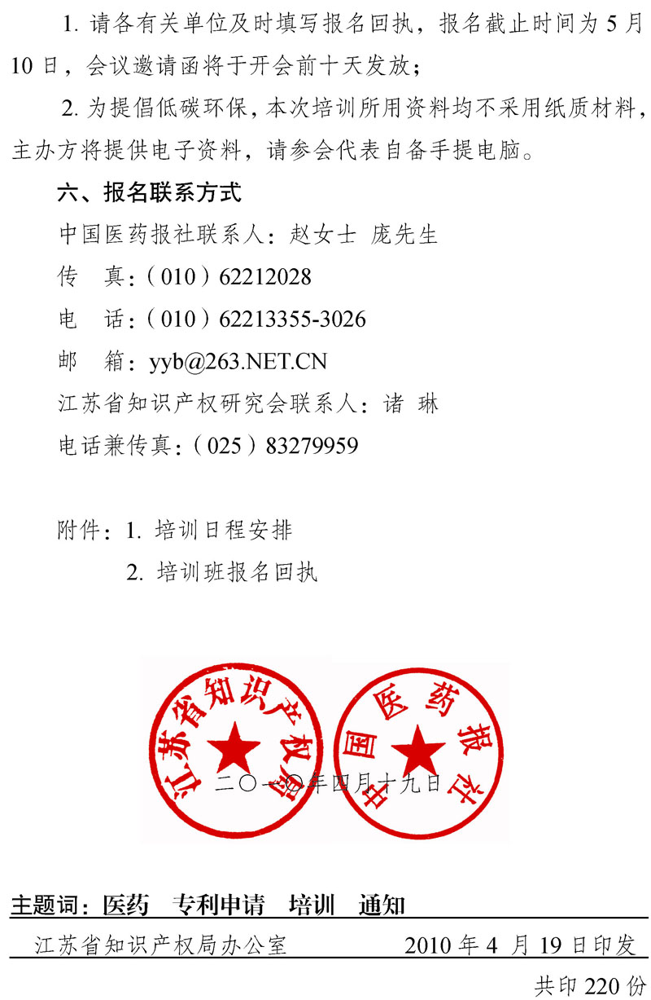 1. 请各有关单位及时填写报名回执，报名截止时间为 5 月
10 日，会议邀请函将于开会前十天发放；
2. 为提倡低碳环保，本次培训所用资料均不采用纸质材料，
主办方将提供电子资料，请参会代表自备手提电脑。
六、报名联系方式
中国医药报社联系人：赵女士 庞先生
传 真：（010）62212028
电 话：（010）62213355-3026
邮 箱：yyb@263.NET.CN
江苏省知识产权研究会联系人：诸 琳
电话兼传真：（025）83279959
附件：1. 培训日程安排
2. 培训班报名回执
江苏省知识产权局
中国医药报社
二〇一〇年四月十九日
主题词：医药 专利申请 培训 通知
江苏省知识产权局办公室 2010 年 4 月 19 日印发
共印 220 份